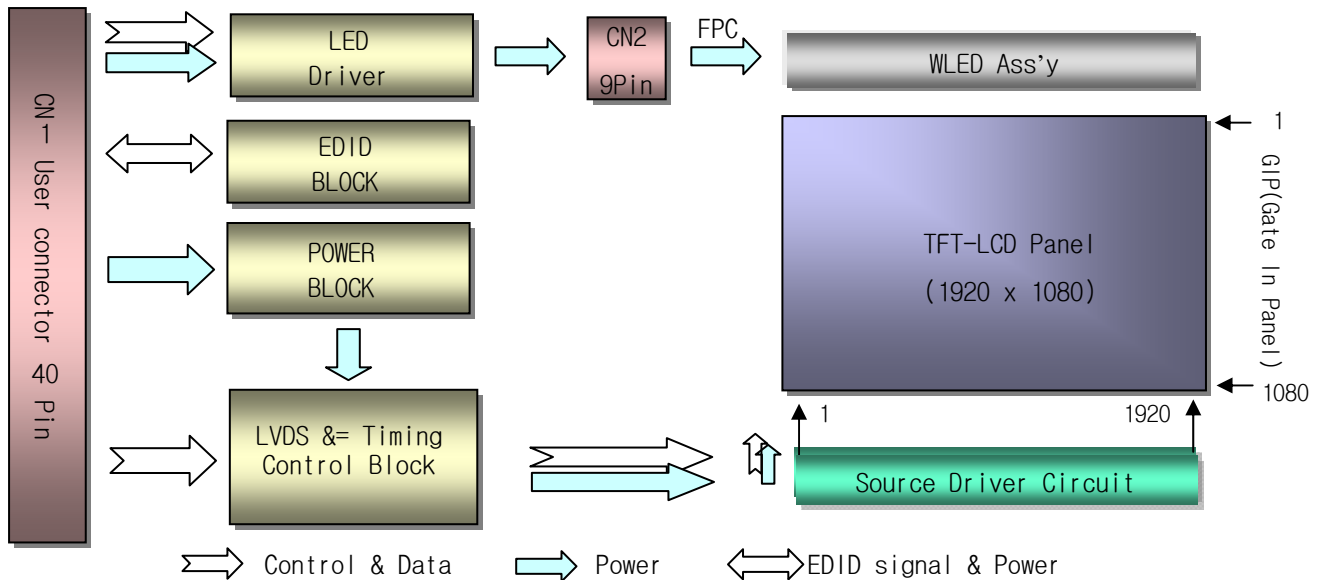 CN1- User connector 40 Pin
LED
Driver
CN2
9Pin
FPC
WLED Ass’y
EDID
BLOCK
POWER
BLOCK
LVDS &= Timing
Control Block
TFT-LCD Panel
(1920 x 1080)
1
GIP(Gate In Panel)
1080
1
1920
Source Driver Circuit
Control & Data
Power
EDID signal & Power